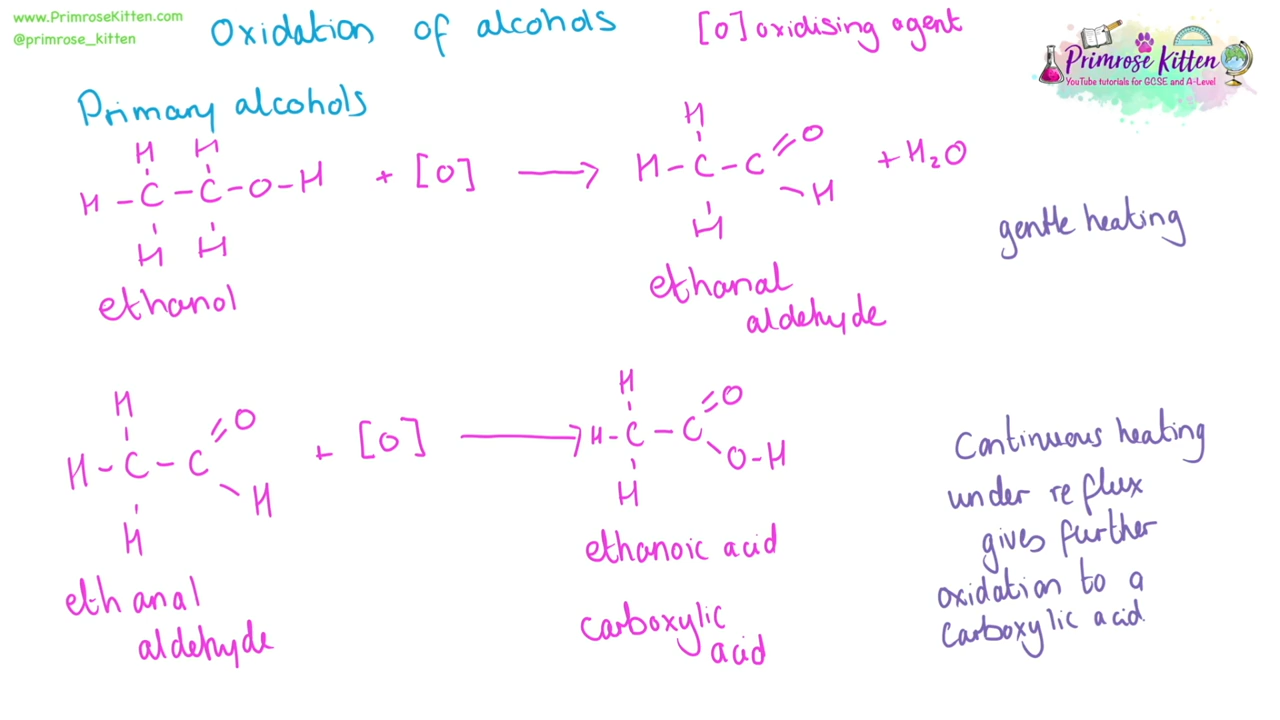 www.PrimroseKitten.com
@primrose_kitten
Oxidation of alcohols
[O] oxidising agent
Primrose Kitten
YouTube tutorials for GCSE and A-Level
Primary alcohols
H H
H - C - C - O - H + [O] → H - C - C = O + H2O
H H
H
H
H
ethanol
gentle heating
ethanal
aldehyde
H
H - C - C = O + [O] → H - C - C = O
H
H
H
O - H
H
ethanal
aldehyde
ethanoic acid
carboxylic
acid
Continuous heating
under reflux
gives further
oxidation to a
carboxylic acid